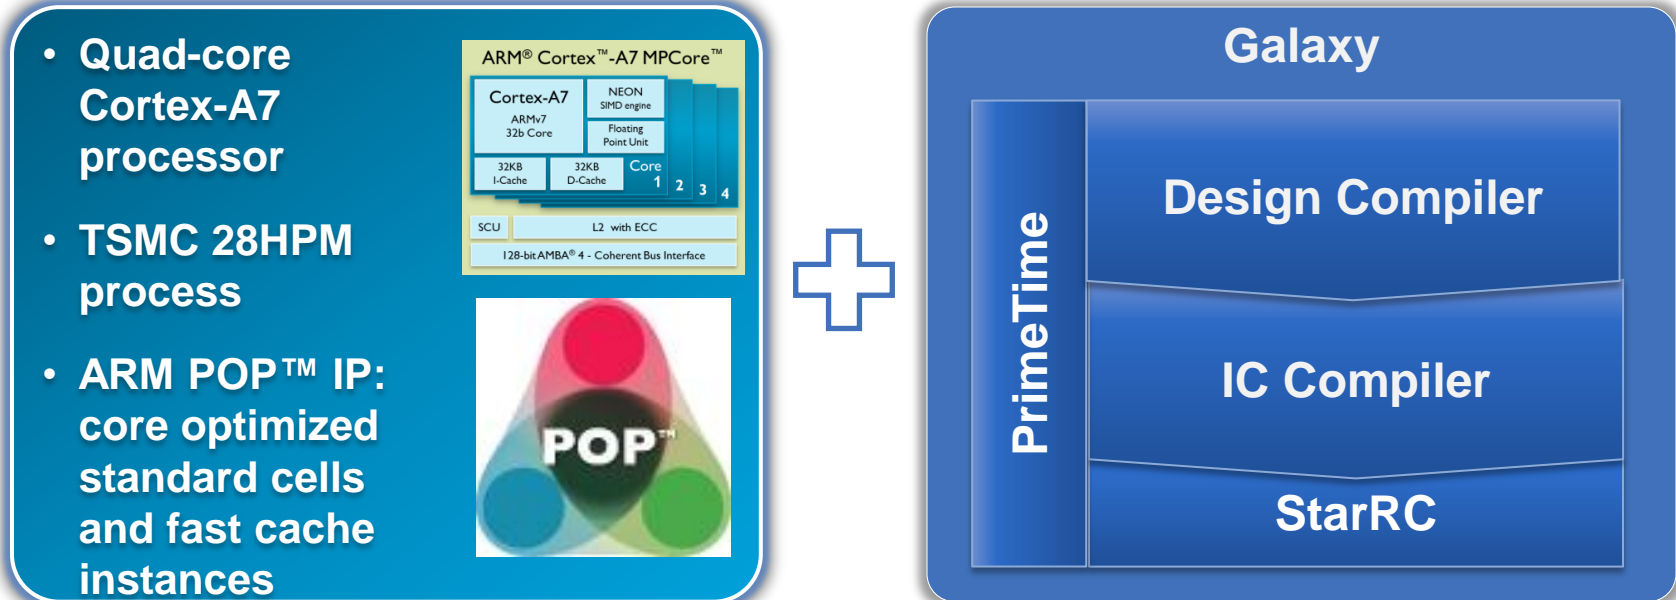 • Quad-core
Cortex-A7
processor
• TSMC 28HPM
process
• ARM POP™ IP:
core optimized
standard cells
and fast cache
instances
ARM® Cortex™-A7 MPCore™
Cortex-A7
ARMv7
32b Core
NEON
SIMD engine
Floating
Point Unit
32KB
I-Cache
32KB
D-Cache
Core
1 2 3 4
SCU
L2 with ECC
128-bit AMBA® 4 - Coherent Bus Interface
POP™
Galaxy
PrimeTime
Design Compiler
IC Compiler
StarRC